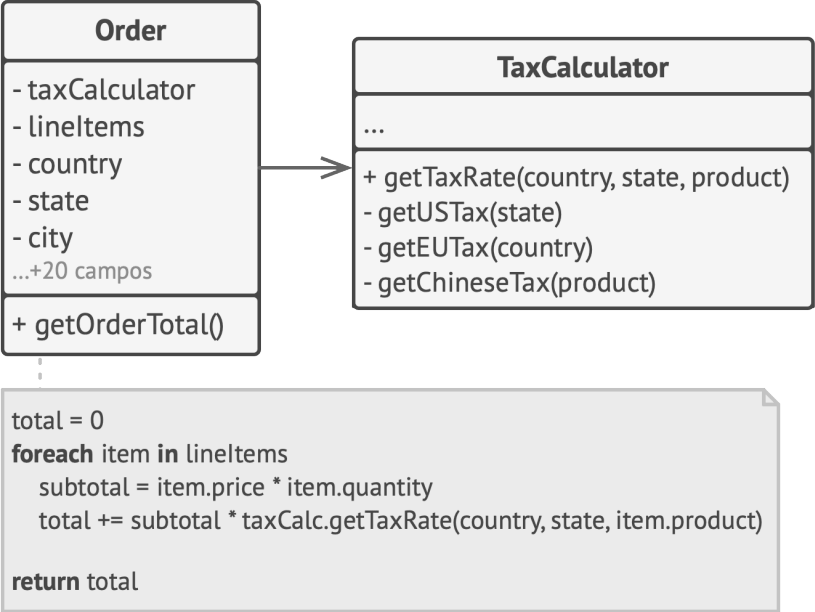 Order
- taxCalculator
- lineItems
- country
- state
- city
...+20 campos
+ getOrderTotal()
TaxCalculator
...
+ getTaxRate(country, state, product)
- getUSTax(state)
- getEUTax(country)
- getChineseTax(product)
total = 0
foreach item in lineItems
subtotal = item.price * item.quantity
total += subtotal * taxCalc.getTaxRate(country, state, item.product)
return total